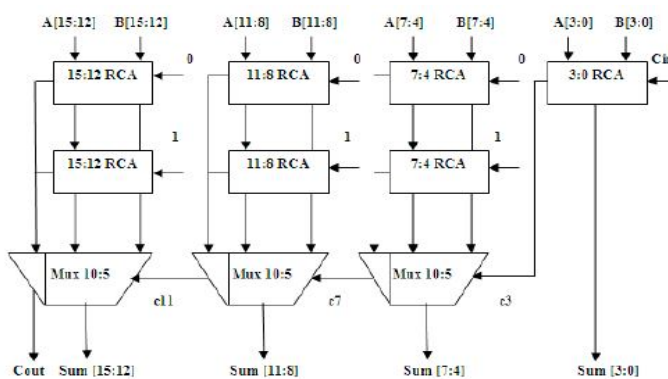 A[15:12] B[15:12] A[11:8] B[11:8] A[7:4] B[7:4] A[3:0] B[3:0]
0 0 0
15:12 RCA 11:8 RCA 7:4 RCA 3:0 RCA Cin
1 1 1
15:12 RCA 11:8 RCA 7:4 RCA
Mux 10:5 Mux 10:5 Mux 10:5
c11 c7 c3
Cout Sum [15:12] Sum [11:8] Sum [7:4] Sum [3:0]